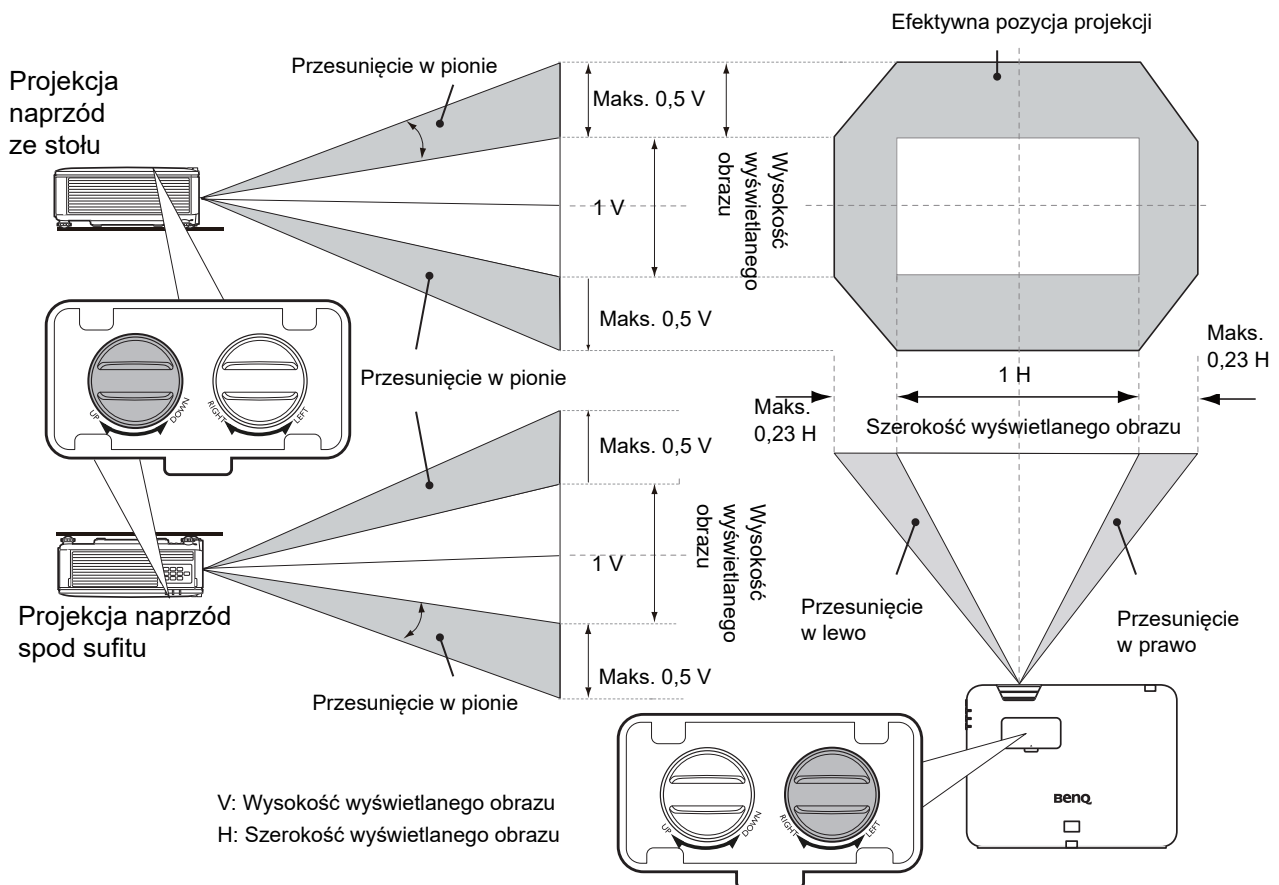 Efektywna pozycja projekcji
Projekcja
naprzód
ze stołu
Przesunięcie w pionie
Maks. 0,5 V
1 V
Wysokość
wyświetlanego
obrazu
Maks. 0,5 V
UP
DOWN
RIGHT
LEFT
Przesunięcie w pionie
Maks.
0,23 H
1 H
Maks.
0,23 H
Szerokość wyświetlanego obrazu
Maks. 0,5 V
1 V
Wysokość
wyświetlanego
obrazu
Maks. 0,5 V
Projekcja naprzód
spod sufitu
Przesunięcie w pionie
Przesunięcie
w lewo
Przesunięcie
w prawo
UP
DOWN
RIGHT
LEFT
BenQ
V: Wysokość wyświetlanego obrazu
H: Szerokość wyświetlanego obrazu